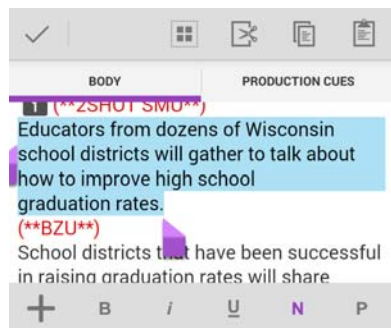 BODY
PRODUCTION CUES
1 (**2SHOT SMU**)
Educators from dozens of Wisconsin
school districts will gather to talk about
how to improve high school
graduation rates.
(**BZU**)
School districts that have been successful
in raising graduation rates will share
B i U N P